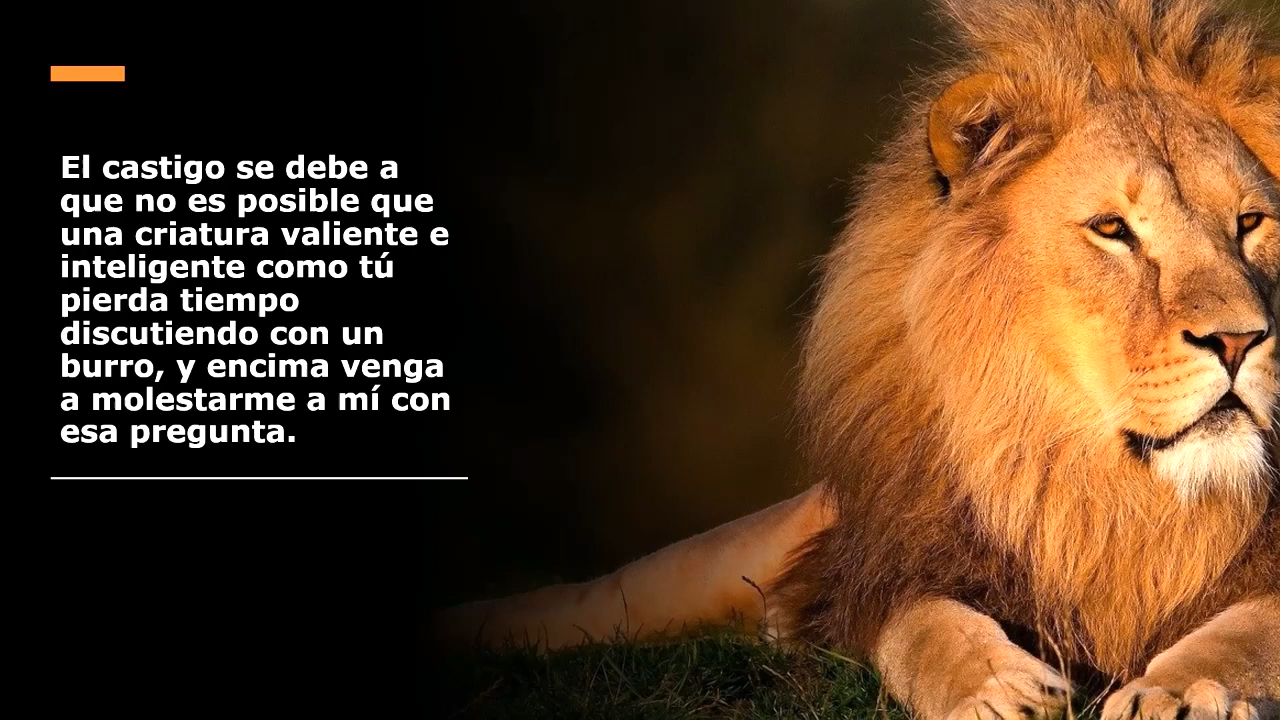 El castigo se debe a
que no es posible que
una criatura valiente e
inteligente como tú
pierda tiempo
discutiendo con un
burro, y encima venga
a molestarme a mí con
esa pregunta.